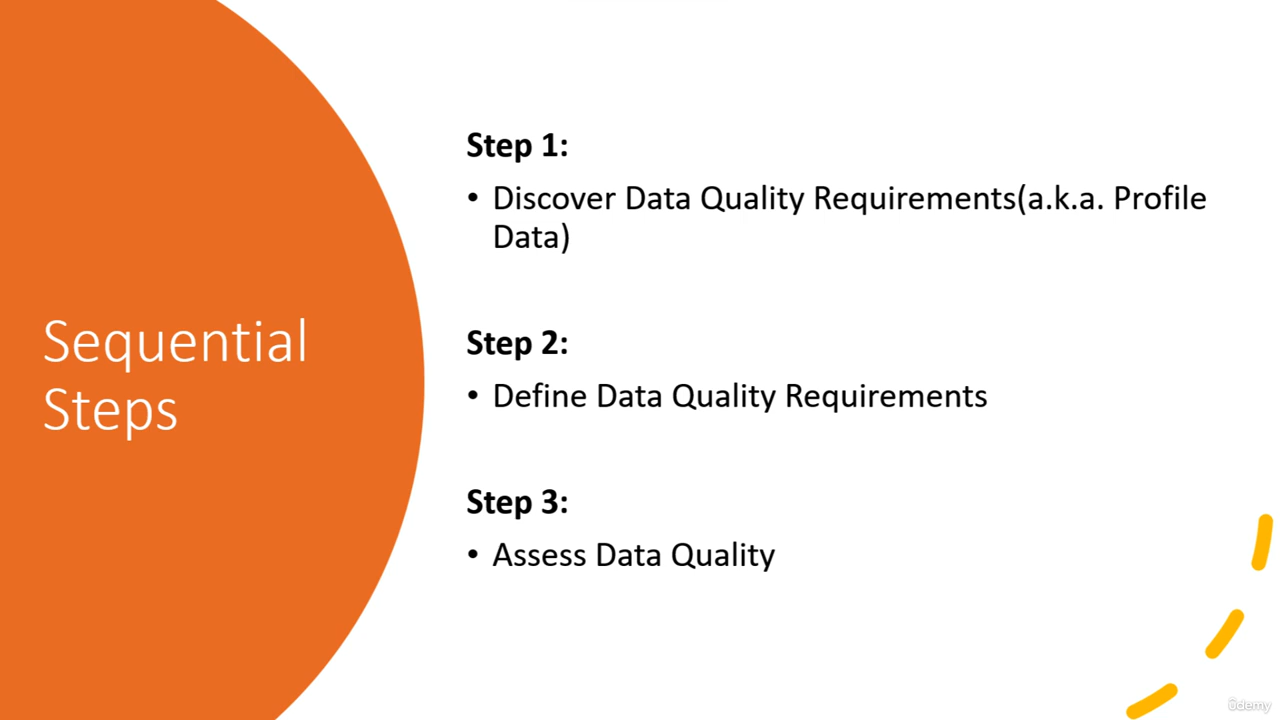 Sequential
Steps
Step 1:
• Discover Data Quality Requirements(a.k.a. Profile
Data)
Step 2:
• Define Data Quality Requirements
Step 3:
• Assess Data Quality
ûdemy